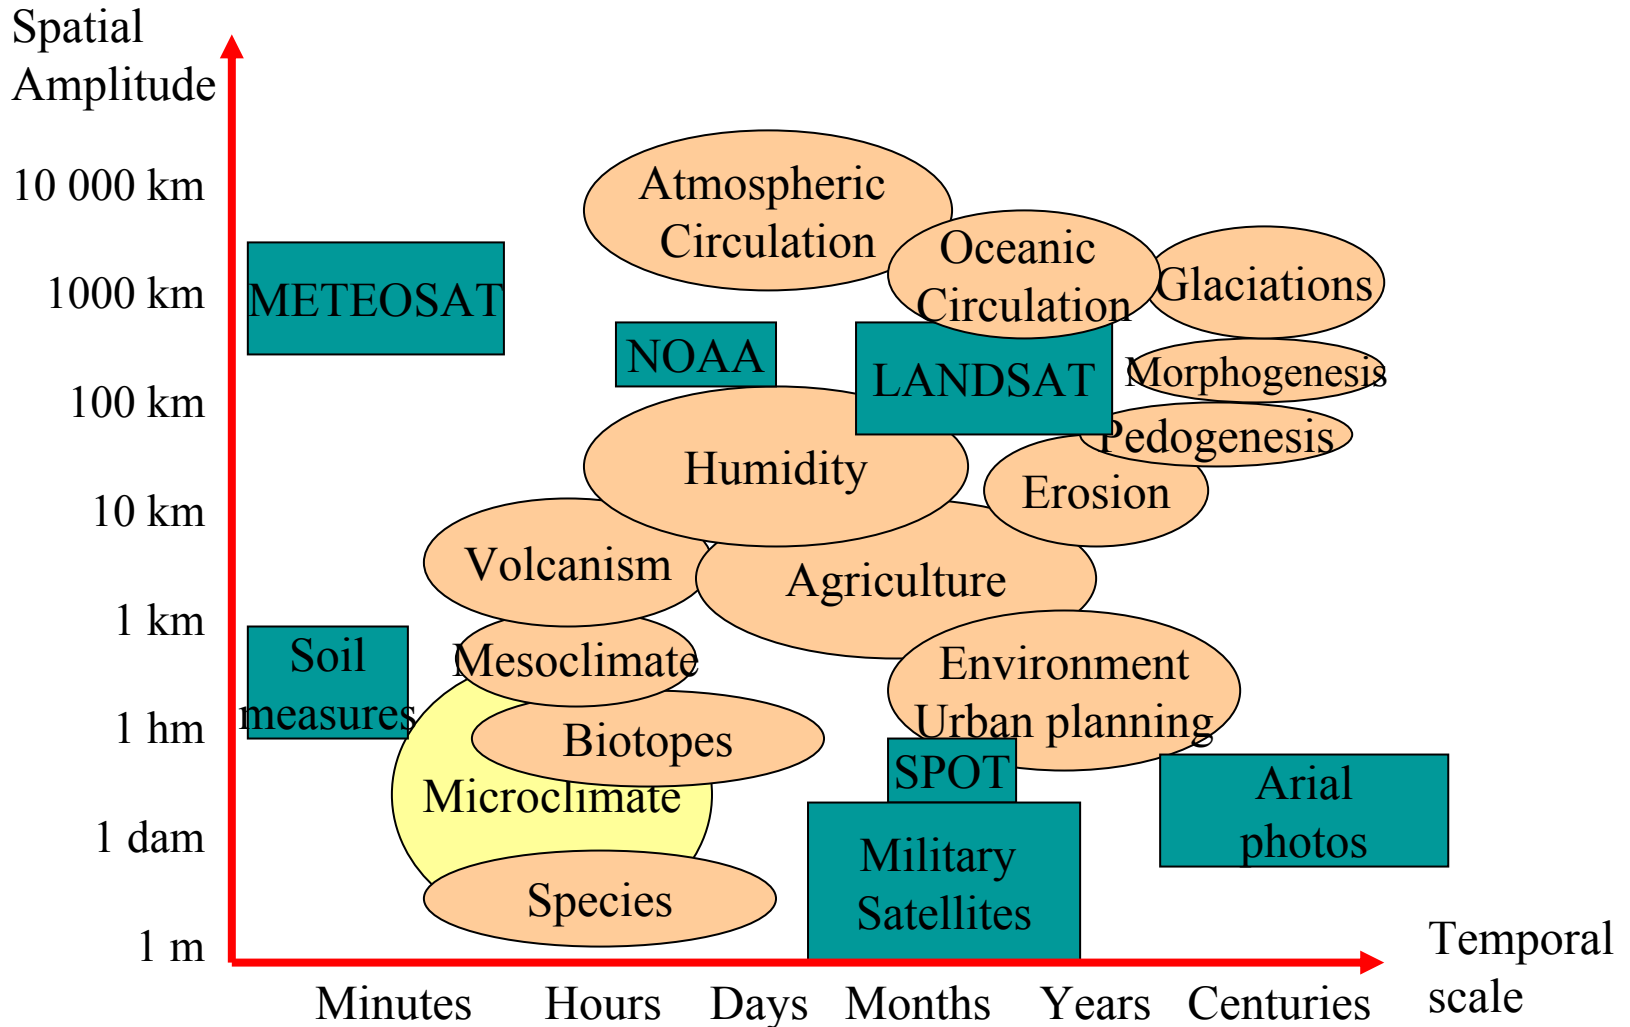 Spatial
Amplitude
10 000 km
1000 km
100 km
10 km
1 km
1 hm
1 dam
1 m
Atmospheric
Circulation
Oceanic
Circulation
Glaciations
METEOSAT
NOAA
LANDSAT
Morphogenesis
Pedogenesis
Humidity
Erosion
Volcanism
Agriculture
Soil
measures
Mesoclimate
Environment
Urban planning
Biotopes
Microclimate
SPOT
Arial
photos
Military
Satellites
Species
Temporal
scale
Minutes
Hours
Days
Months
Years
Centuries